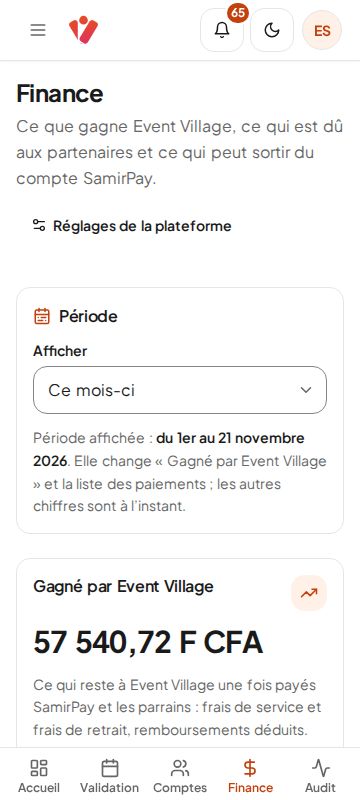 65
ES
Finance
Ce que gagne Event Village, ce qui est dû
aux partenaires et ce qui peut sortir du
compte SamirPay.
Réglages de la plateforme
Période
Afficher
Ce mois-ci
Période affichée : du 1er au 21 novembre
2026. Elle change « Gagné par Event Village
» et la liste des paiements ; les autres
chiffres sont à l'instant.
Gagné par Event Village
57 540,72 F CFA
Ce qui reste à Event Village une fois payés
SamirPay et les parrains : frais de service et
frais de retrait, remboursements déduits.
Accueil
Validation
Comptes
Finance
Audit